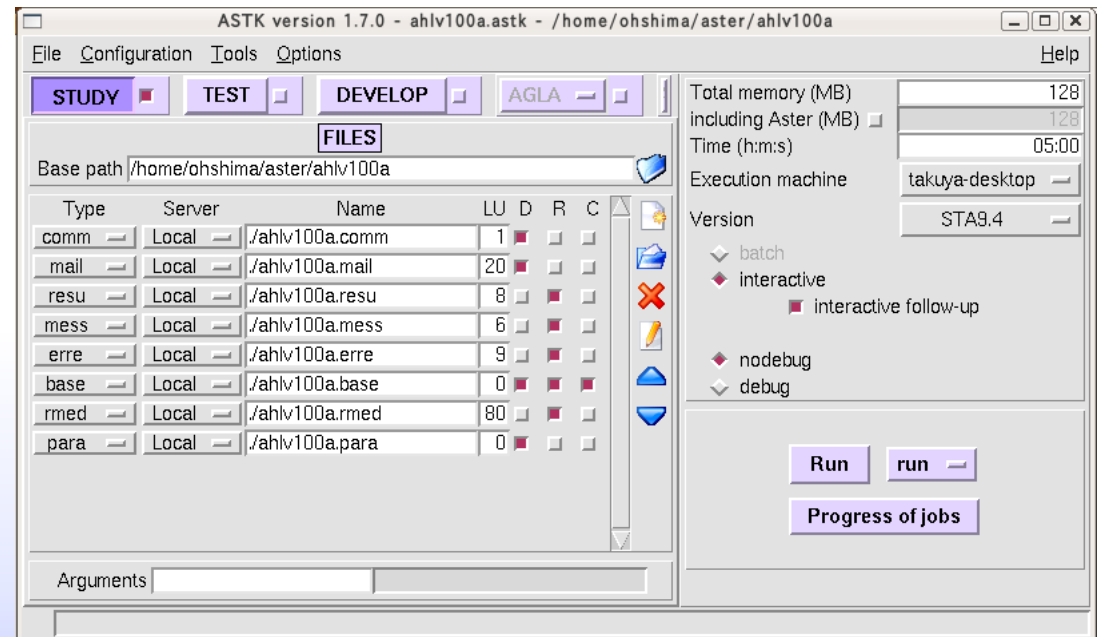 ASTK version 1.7.0 - ahlv100a.astk - /home/ohshima/aster/ahlv100a
File Configuration Tools Options Help
STUDY TEST DEVELOP AGLA
FILES
Base path /home/ohshima/aster/ahlv100a
Type Server Name LU D R C
comm Local ./ahlv100a.comm 1
mail Local ./ahlv100a.mail 20
resu Local ./ahlv100a.resu 8
mess Local ./ahlv100a.mess 6
erre Local ./ahlv100a.erre 9
base Local ./ahlv100a.base 0
rmed Local ./ahlv100a.rmed 80
para Local ./ahlv100a.para 0
Arguments
Total memory (MB) 128
including Aster (MB) 128
Time (h:m:s) 05:00
Execution machine takuya-desktop
Version STA9.4
batch
interactive
interactive follow-up
nodebug
debug
Run run
Progress of jobs